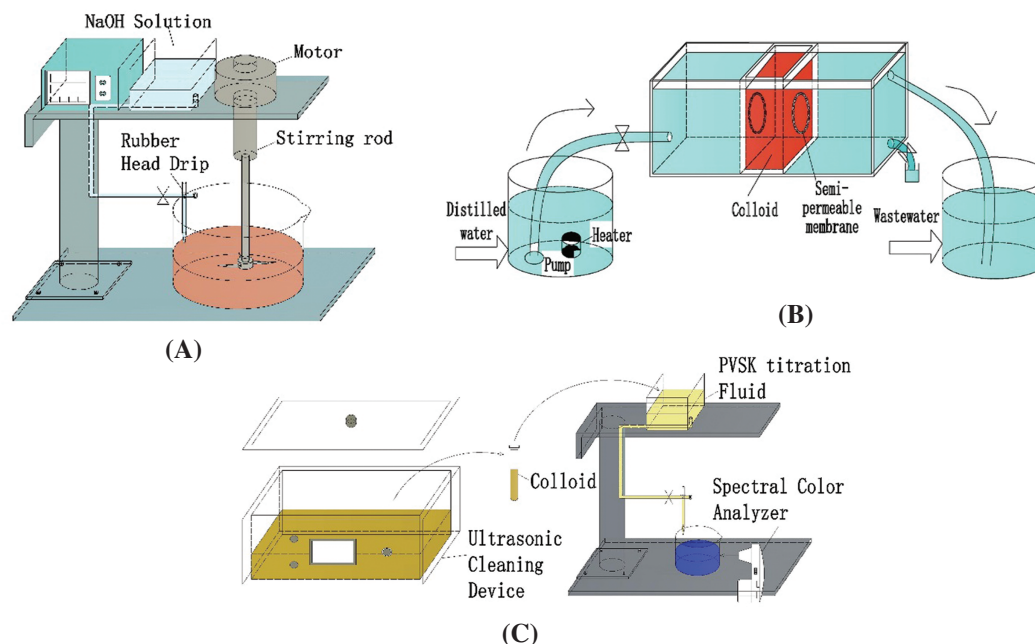 NaOH Solution
Motor
Rubber
Head Drip
Stirring rod
(A)
Distilled
water
Pump
Heater
Colloid
Semi-
permeable
membrane
Wastewater
(B)
PVSK titration
Fluid
Colloid
Spectral Color
Analyzer
Ultrasonic
Cleaning
Device
(C)